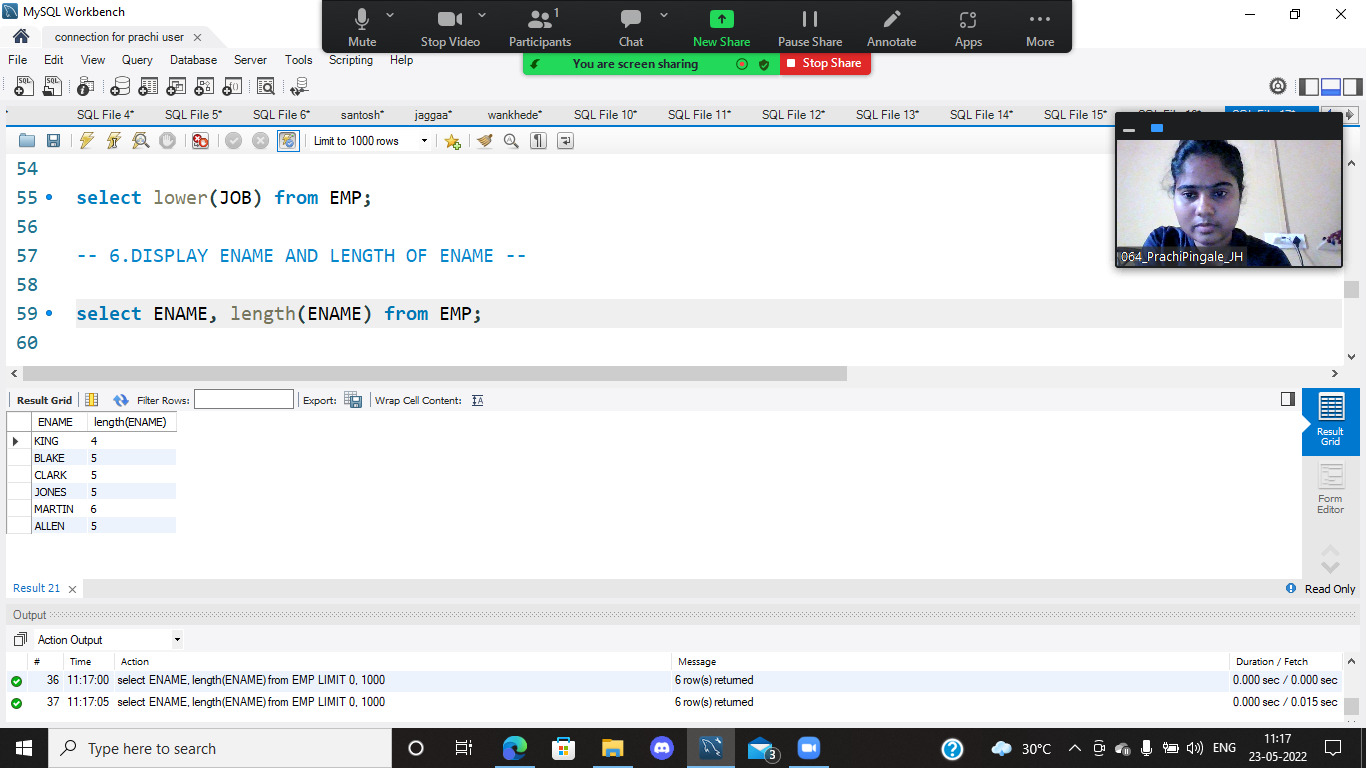 MySQL Workbench
connection for prachi user
Mute
Stop Video
1
Participants
Chat
New Share
Pause Share
Annotate
Apps
More
You are screen sharing
Stop Share
File Edit View Query Database Server Tools Scripting Help
SQL File 4* SQL File 5* SQL File 6* santosh* jaggaa* wankhede* SQL File 10* SQL File 11* SQL File 12* SQL File 13* SQL File 14* SQL File 15*
Limit to 1000 rows
54
55 select lower(JOB) from EMP;
56
57 -- 6.DISPLAY ENAME AND LENGTH OF ENAME --
58
59 select ENAME, length(ENAME) from EMP;
60
064_PrachiPingale_JH
Result Grid Filter Rows: Export: Wrap Cell Content:
ENAME length(ENAME)
KING 4
BLAKE 5
CLARK 5
JONES 5
MARTIN 6
ALLEN 5
Result
Grid
Form
Editor
Result 21
Read Only
Output
Action Output
# Time Action Message Duration / Fetch
36 11:17:00 select ENAME, length(ENAME) from EMP LIMIT 0, 1000 6 row(s) returned 0.000 sec / 0.000 sec
37 11:17:05 select ENAME, length(ENAME) from EMP LIMIT 0, 1000 6 row(s) returned 0.000 sec / 0.015 sec
Type here to search
3
30°C
ENG
11:17
23-05-2022